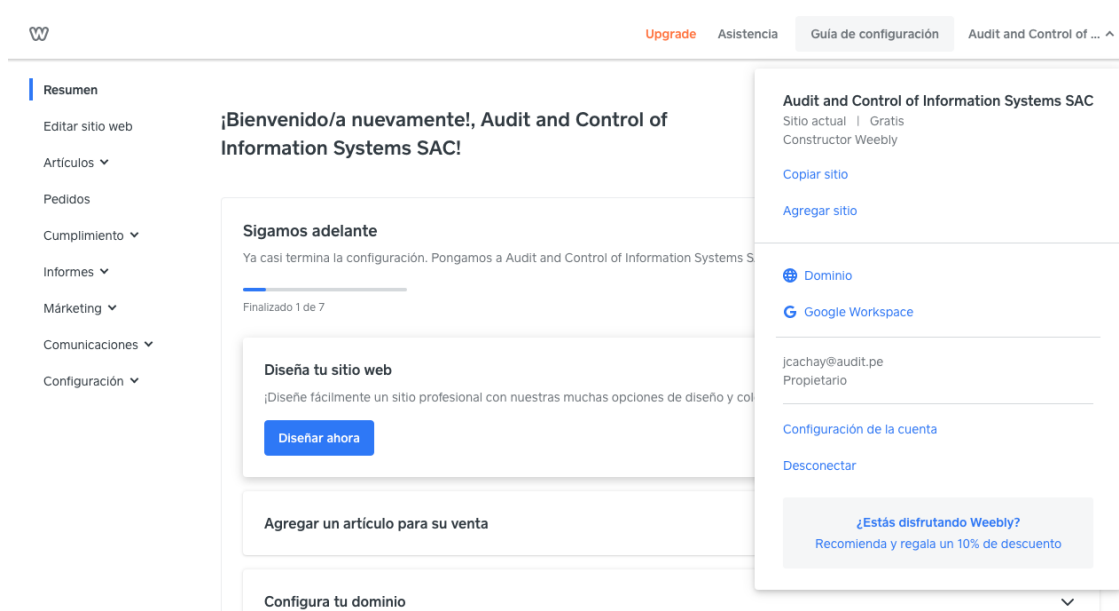 Upgrade
Asistencia
Guía de configuración
Audit and Control of ...
Resumen
Editar sitio web
Artículos
Pedidos
Cumplimiento
Informes
Márketing
Comunicaciones
Configuración
¡Bienvenido/a nuevamente!, Audit and Control of
Information Systems SAC!
Sigamos adelante
Ya casi termina la configuración. Pongamos a Audit and Control of Information Systems S
Finalizado 1 de 7
Diseña tu sitio web
¡Diseñe fácilmente un sitio profesional con nuestras muchas opciones de diseño y col
Diseñar ahora
Agregar un artículo para su venta
Configura tu dominio
Audit and Control of Information Systems SAC
Sitio actual | Gratis
Constructor Weebly
Copiar sitio
Agregar sitio
Dominio
Google Workspace
jcachay@audit.pe
Propietario
Configuración de la cuenta
Desconectar
¿Estás disfrutando Weebly?
Recomienda y regala un 10% de descuento